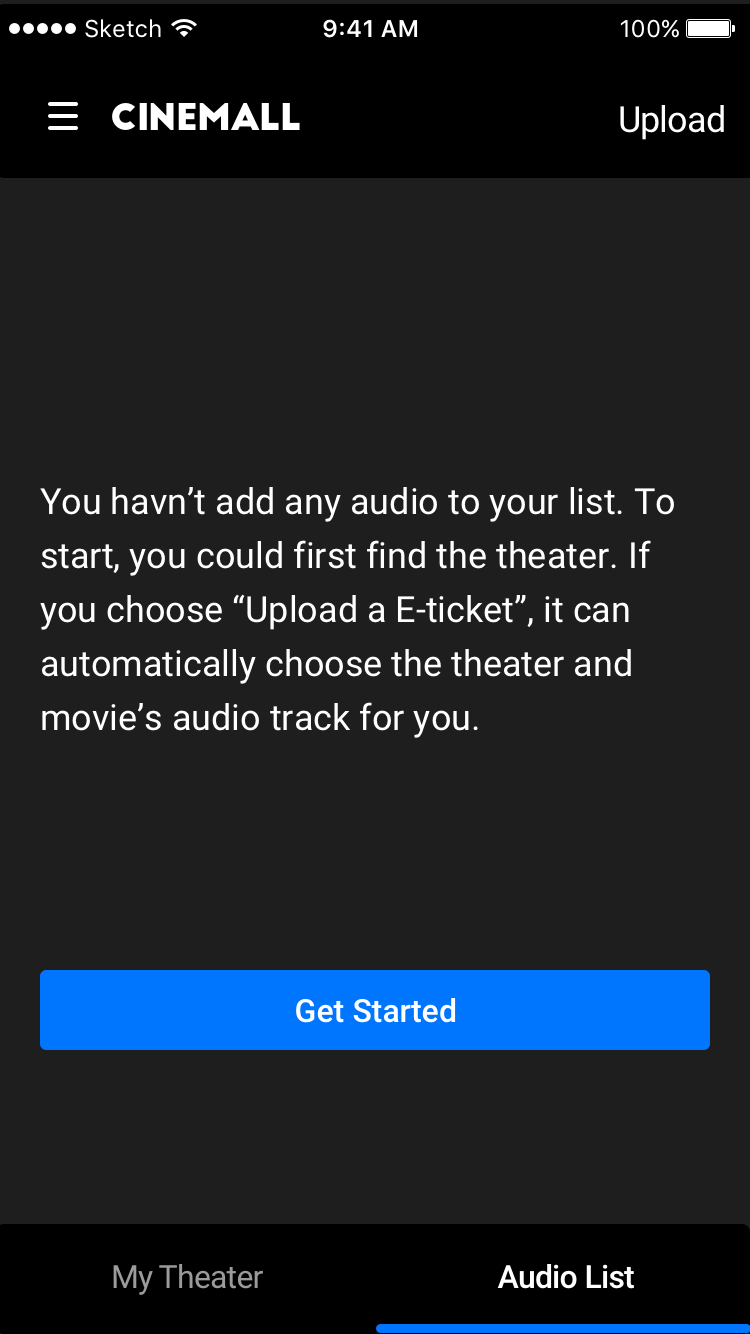 Sketch 9:41 AM 100%
CINEMALL Upload
You havn’t add any audio to your list. To
start, you could first find the theater. If
you choose “Upload a E-ticket”, it can
automatically choose the theater and
movie’s audio track for you.
Get Started
My Theater Audio List